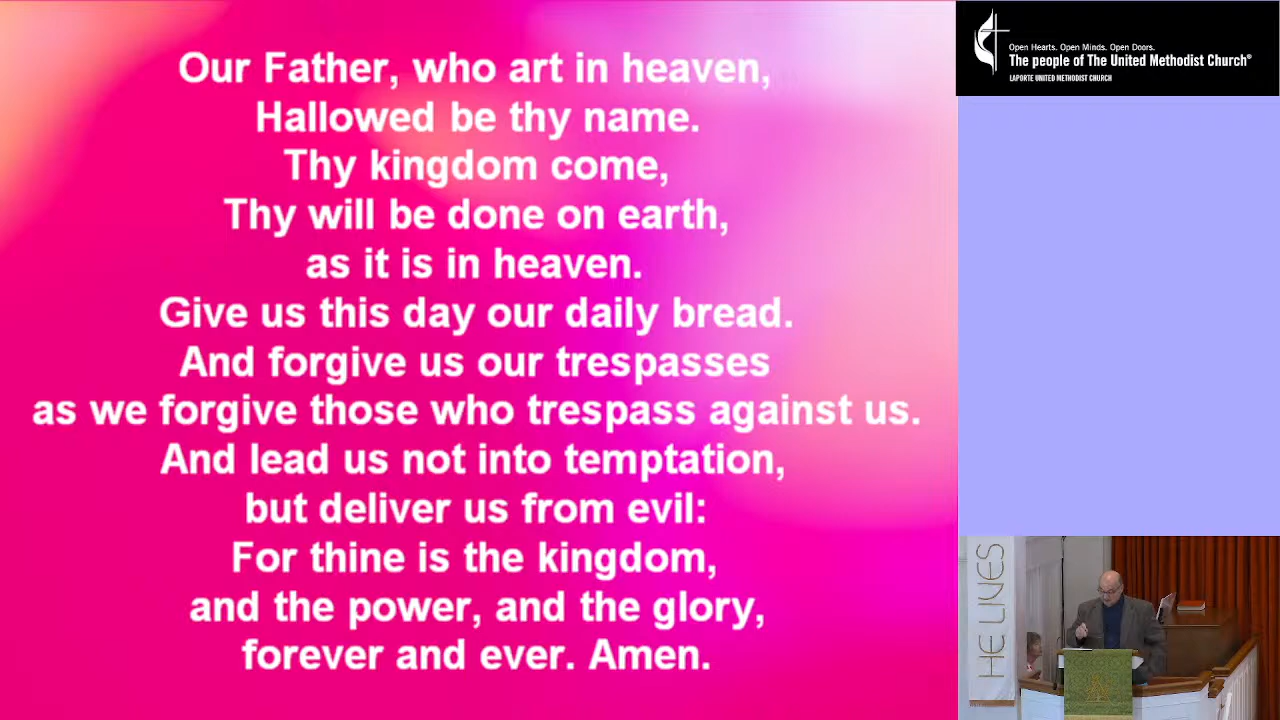 Our Father, who art in heaven,
Hallowed be thy name.
Thy kingdom come,
Thy will be done on earth,
as it is in heaven.
Give us this day our daily bread.
And forgive us our trespasses
as we forgive those who trespass against us.
And lead us not into temptation,
but deliver us from evil:
For thine is the kingdom,
and the power, and the glory,
forever and ever. Amen.
Open Hearts. Open Minds. Open Doors.
The people of The United Methodist Church®
LAPORTE UNITED METHODIST CHURCH
HE LIVES